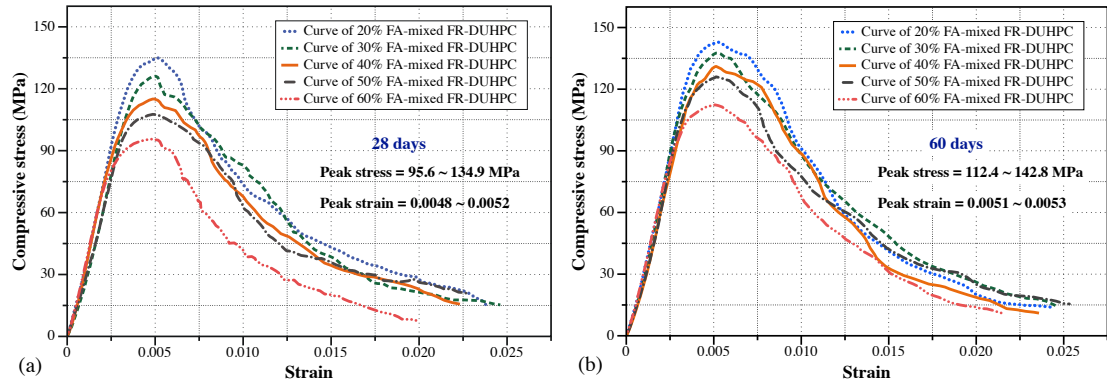 150
120
90
60
30
0
Compressive stress (MPa)
Curve of 20% FA-mixed FR-DUHPC
Curve of 30% FA-mixed FR-DUHPC
Curve of 40% FA-mixed FR-DUHPC
Curve of 50% FA-mixed FR-DUHPC
Curve of 60% FA-mixed FR-DUHPC
28 days
Peak stress = 95.6 ~ 134.9 MPa
Peak strain = 0.0048 ~ 0.0052
0 0.005 0.010 0.015 0.020 0.025
Strain
(a)
150
120
90
60
30
0
Compressive stress (MPa)
Curve of 20% FA-mixed FR-DUHPC
Curve of 30% FA-mixed FR-DUHPC
Curve of 40% FA-mixed FR-DUHPC
Curve of 50% FA-mixed FR-DUHPC
Curve of 60% FA-mixed FR-DUHPC
60 days
Peak stress = 112.4 ~ 142.8 MPa
Peak strain = 0.0051 ~ 0.0053
0 0.005 0.010 0.015 0.020 0.025
Strain
(b)